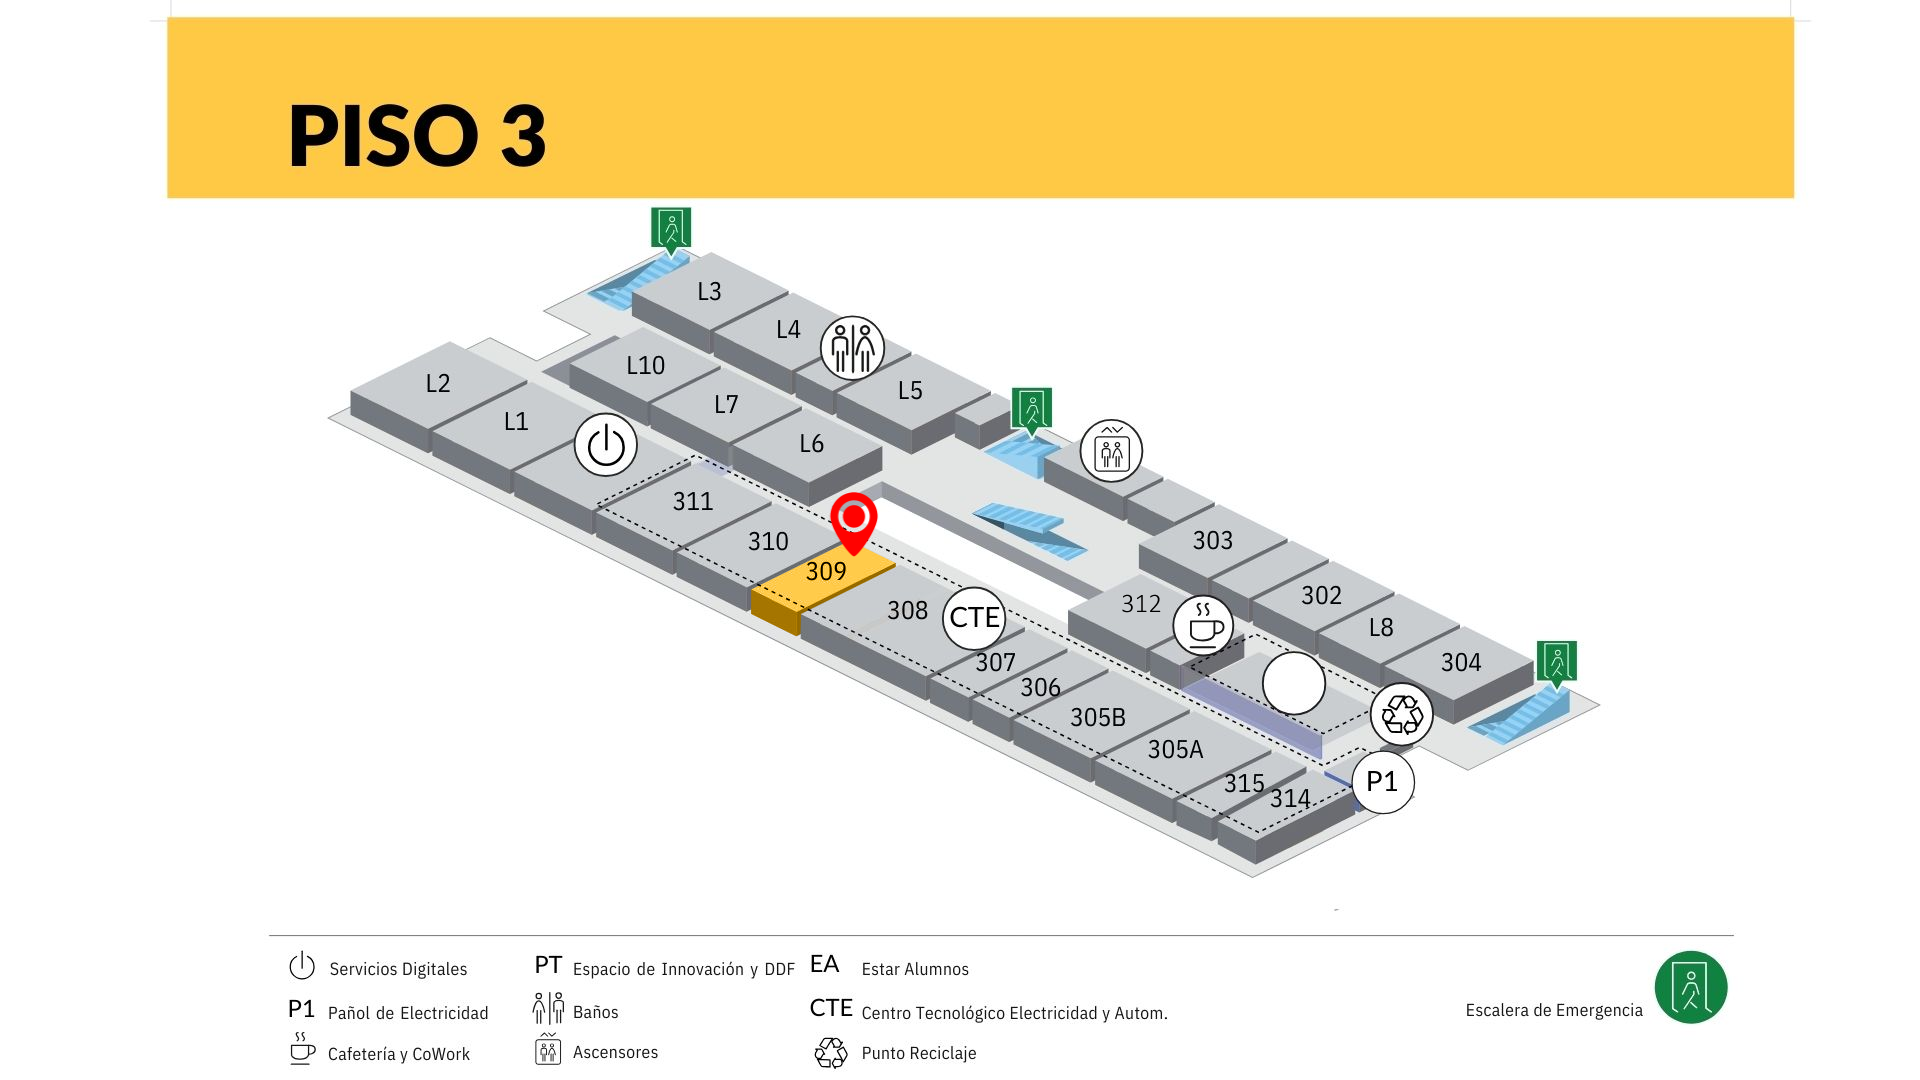 PISO 3
L3
L4
L10
L2
L5
L7
L1
L6
311
310
303
309
302
312
308
CTE
L8
307
304
306
305B
305A
P1
315
314
Servicios Digitales
PT Espacio de Innovación y DDF
EA Estar Alumnos
P1 Pañol de Electricidad
Baños
CTE Centro Tecnológico Electricidad y Autom.
Escalera de Emergencia
Cafetería y CoWork
Ascensores
Punto Reciclaje